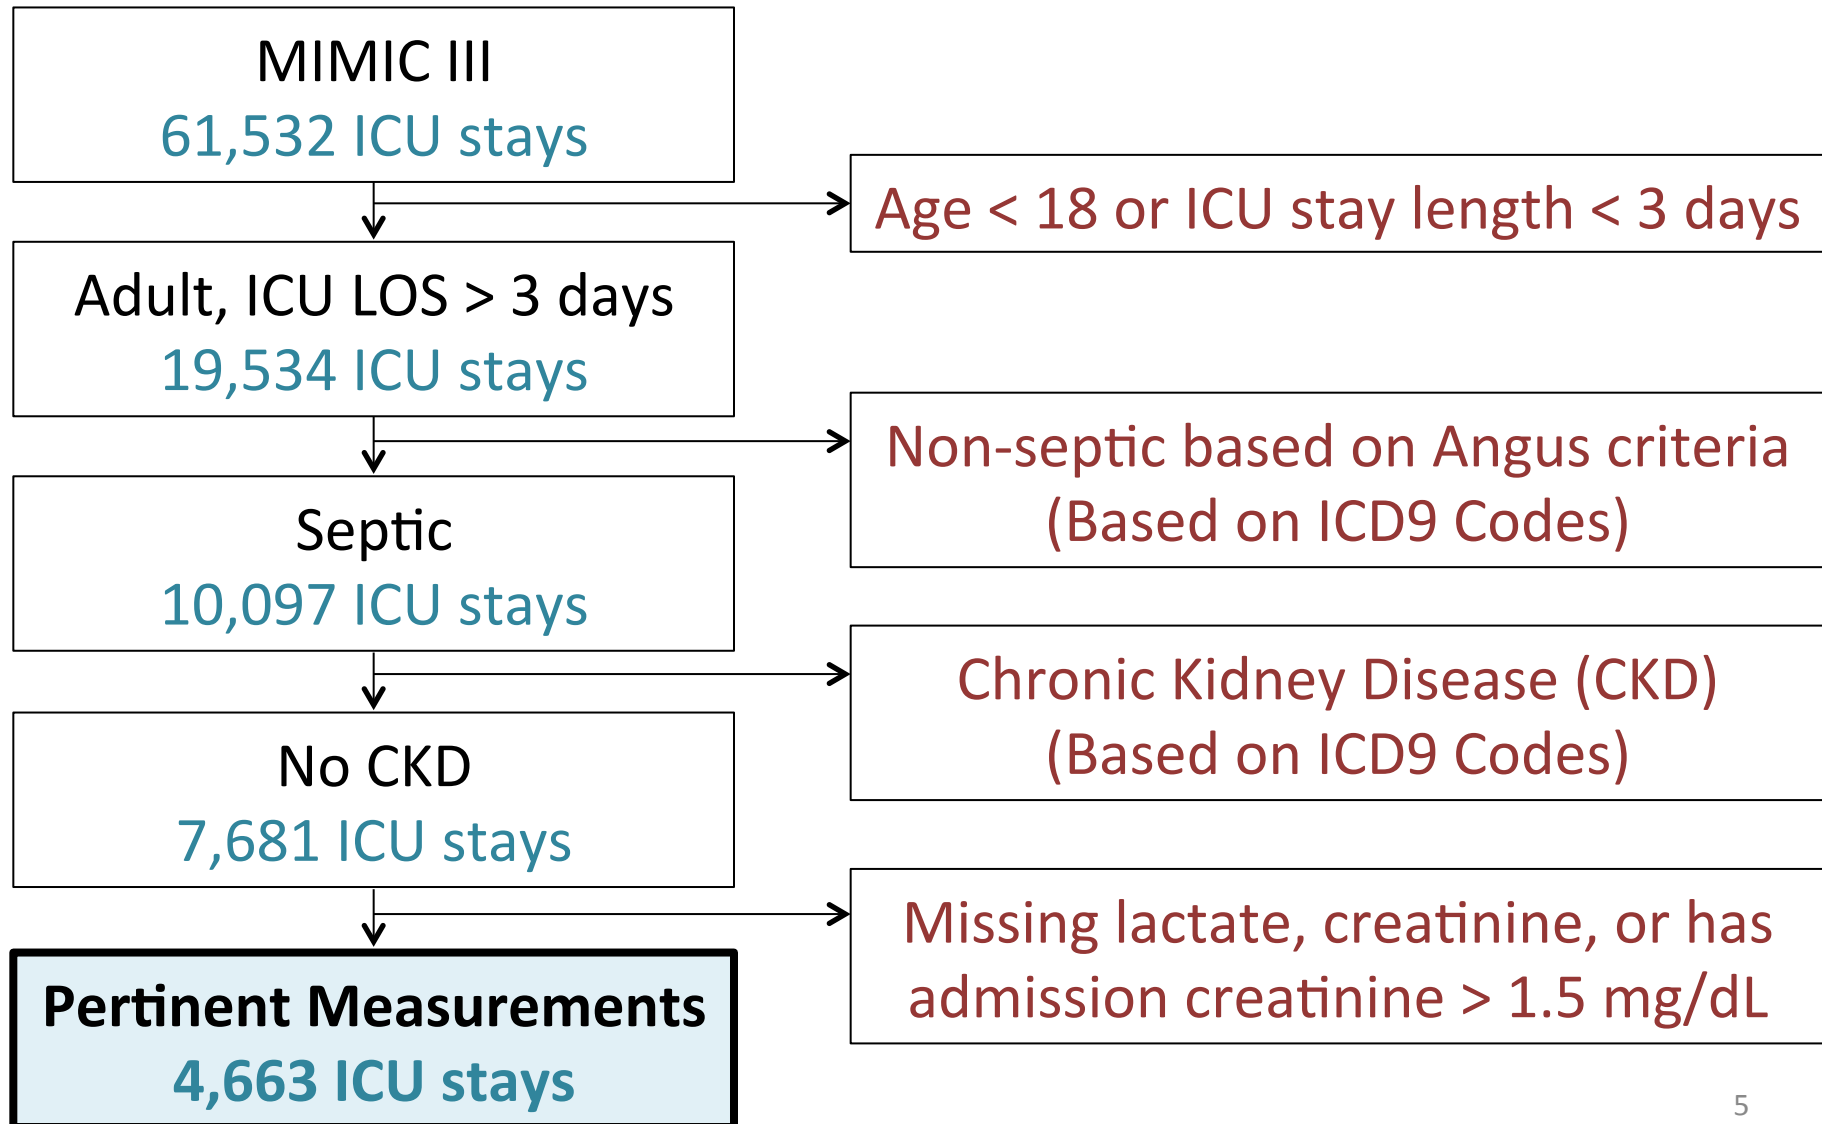 MIMIC III
61,532 ICU stays
Age < 18 or ICU stay length < 3 days
Adult, ICU LOS > 3 days
19,534 ICU stays
Non-septic based on Angus criteria
(Based on ICD9 Codes)
Septic
10,097 ICU stays
Chronic Kidney Disease (CKD)
(Based on ICD9 Codes)
No CKD
7,681 ICU stays
Missing lactate, creatinine, or has
admission creatinine > 1.5 mg/dL
Pertinent Measurements
4,663 ICU stays
5